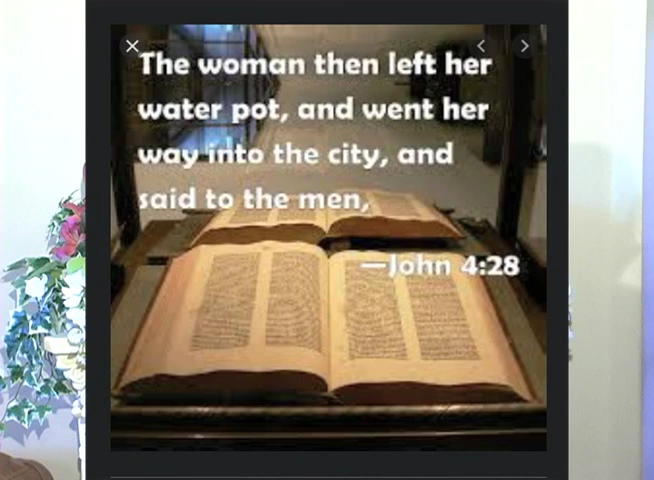 The woman then left her
water pot, and went her
way into the city, and
said to the men,
—John 4:28